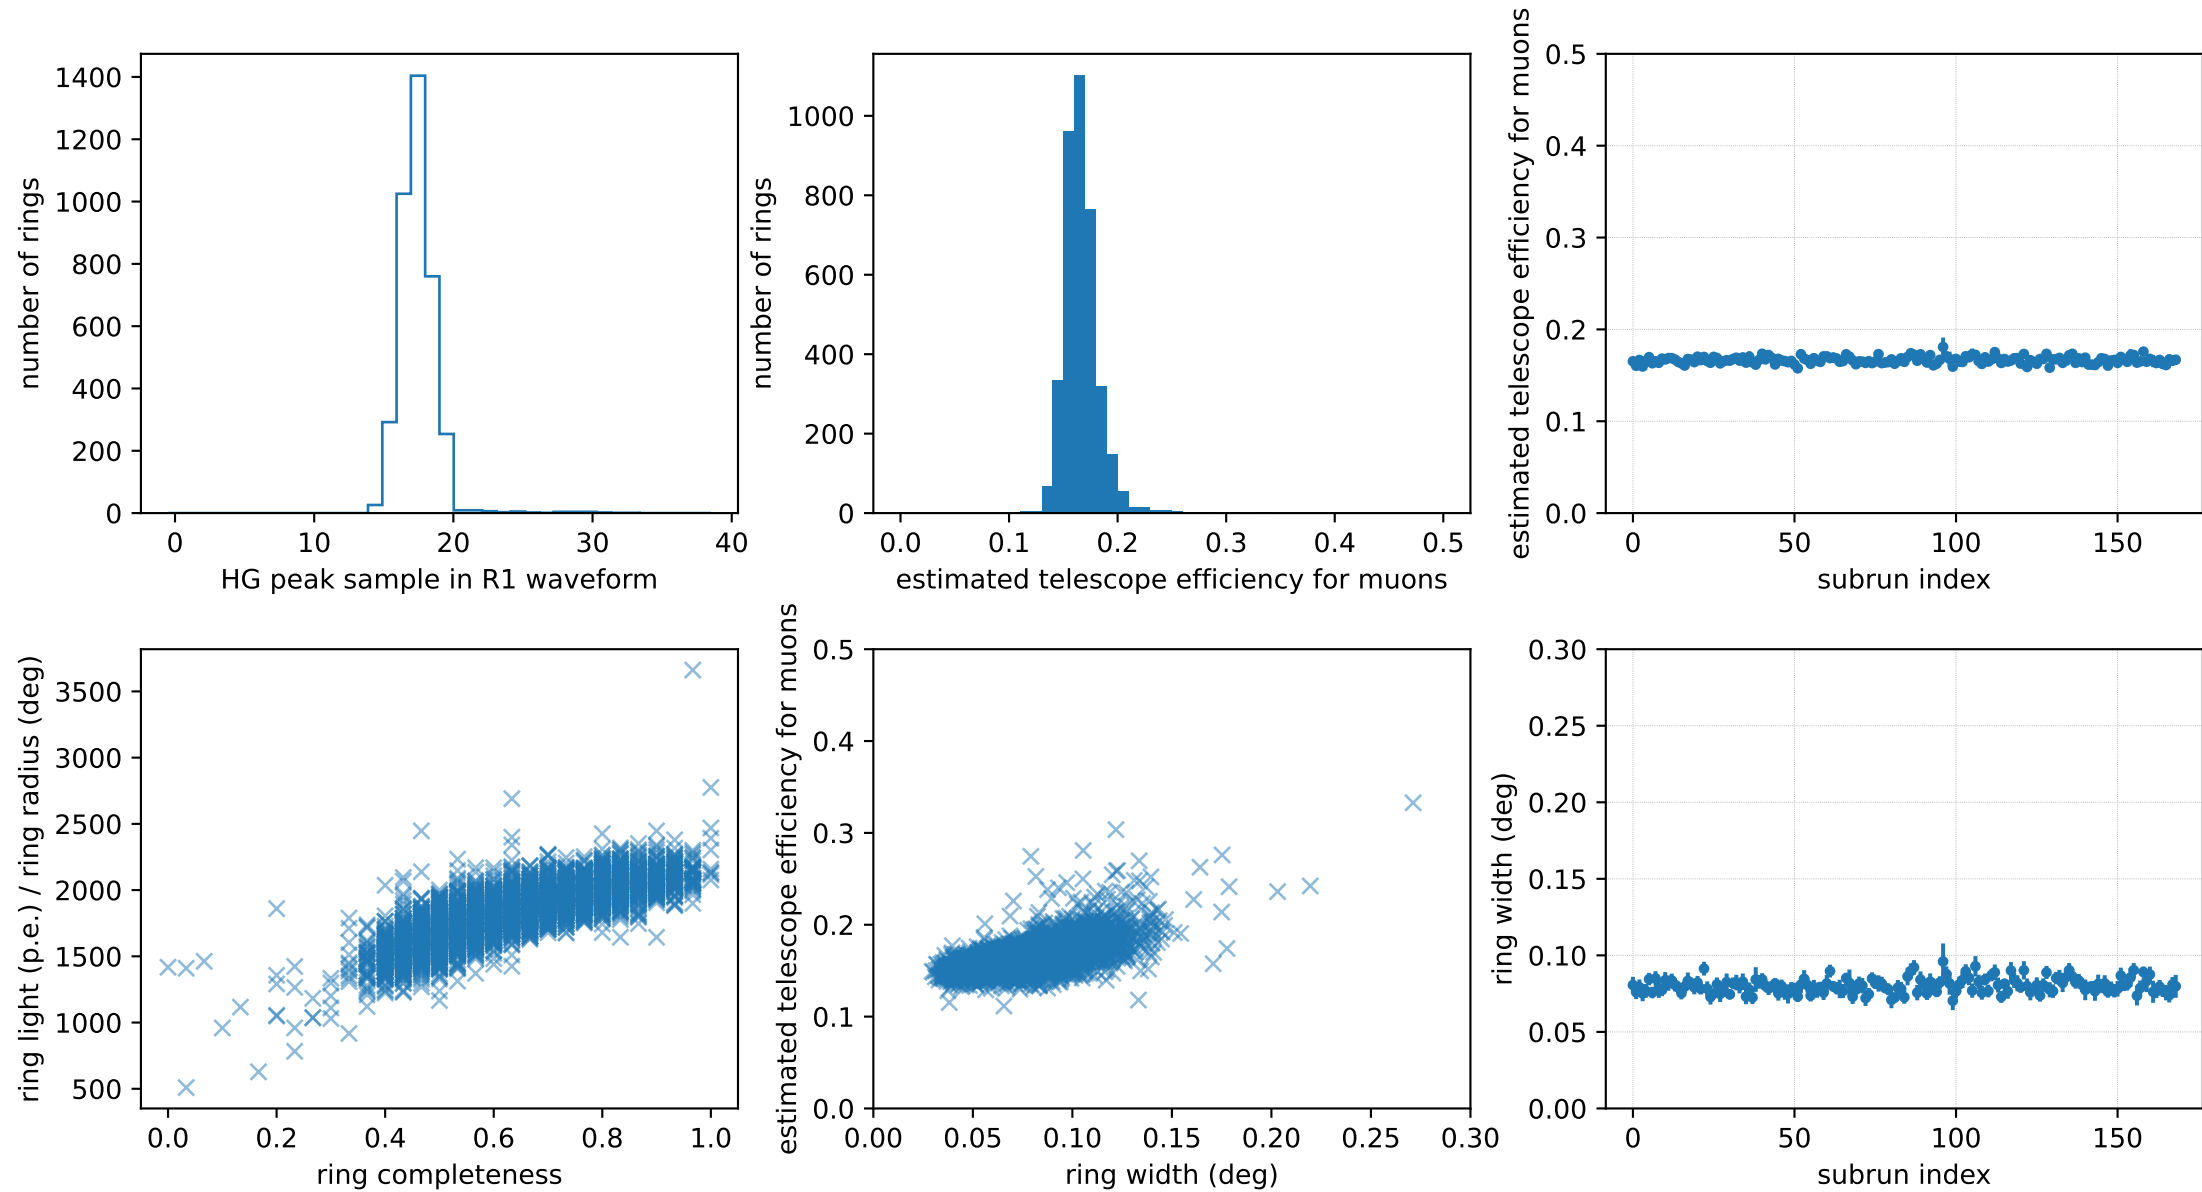 number of rings
1400
1200
1000
800
600
400
200
0
0 10 20 30 40
HG peak sample in R1 waveform
number of rings
1000
800
600
400
200
0
0.0 0.1 0.2 0.3 0.4 0.5
estimated telescope efficiency for muons
estimated telescope efficiency for muons
0.5
0.4
0.3
0.2
0.1
0.0
0 50 100 150
subrun index
ring light (p.e.) / ring radius (deg)
3500
3000
2500
2000
1500
1000
500
0.0 0.2 0.4 0.6 0.8 1.0
ring completeness
estimated telescope efficiency for muons
0.5
0.4
0.3
0.2
0.1
0.0
0.00 0.05 0.10 0.15 0.20 0.25 0.30
ring width (deg)
ring width (deg)
0.30
0.25
0.20
0.15
0.10
0.05
0.00
0 50 100 150
subrun index